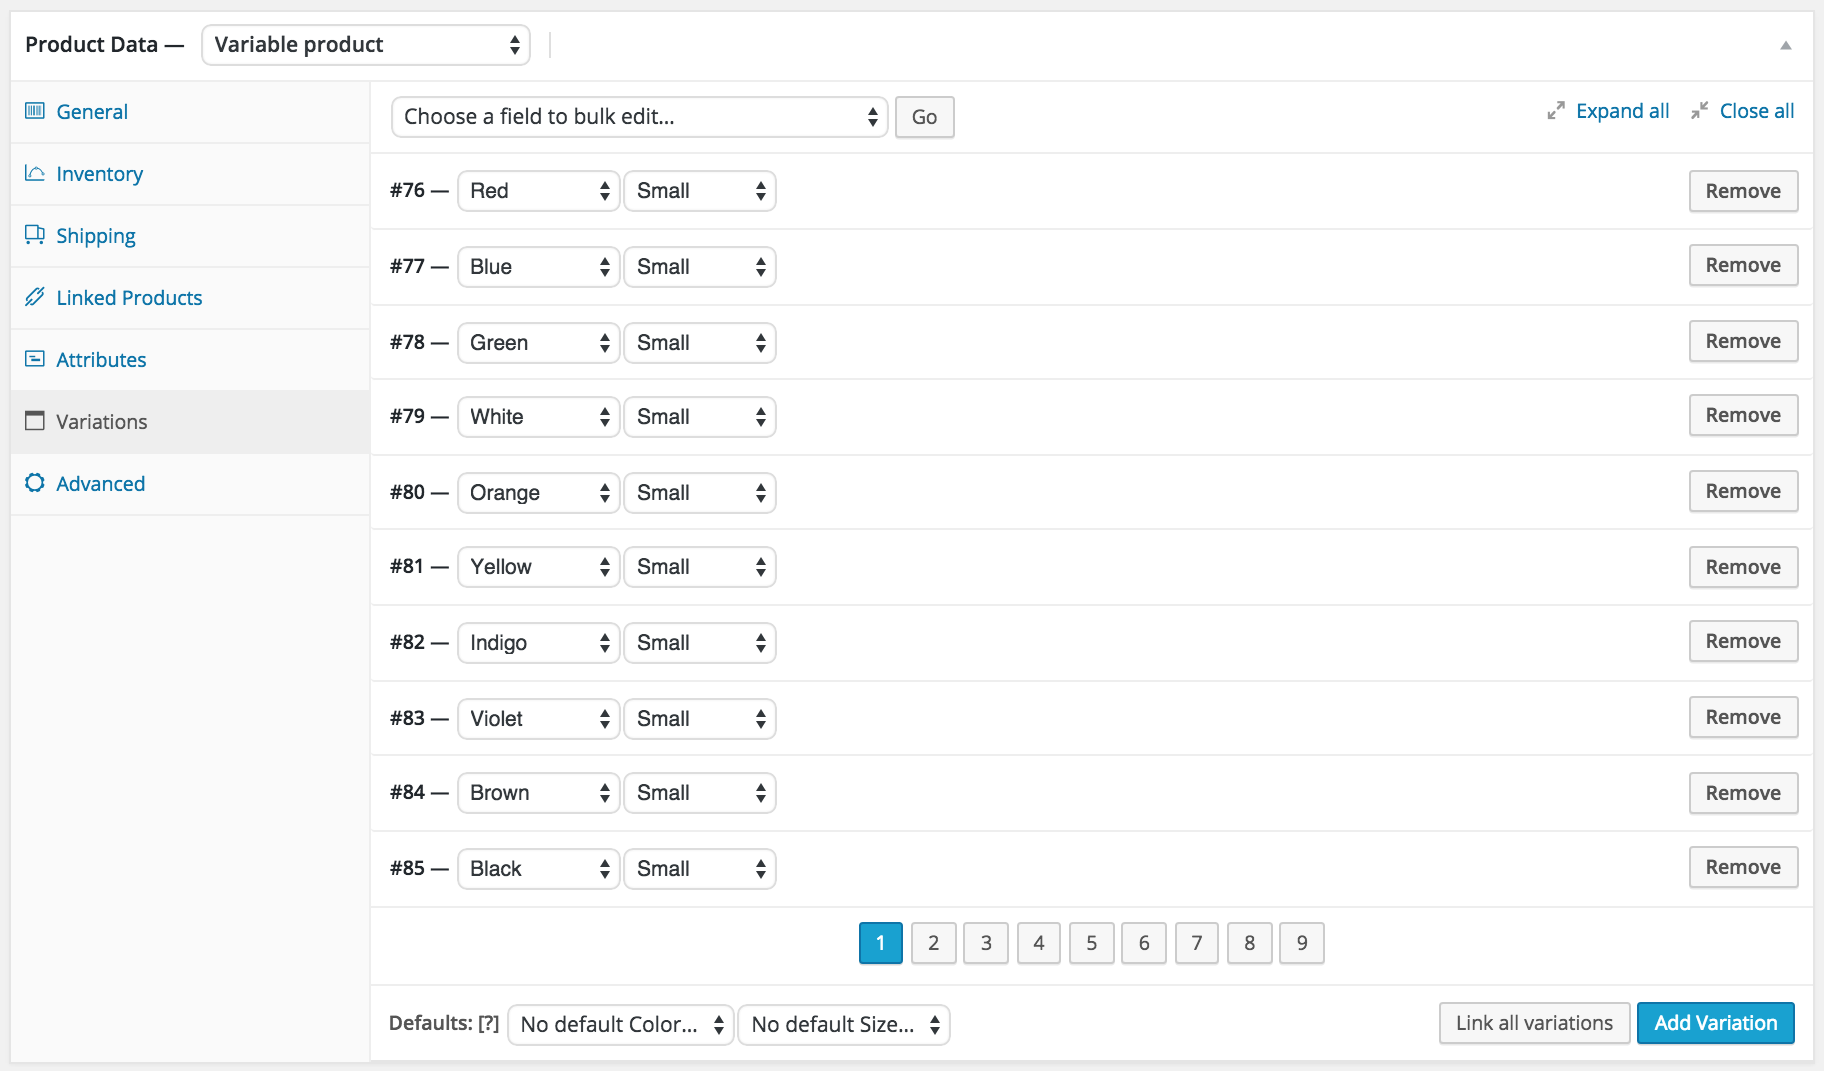 Product Data — Variable product
General
Inventory
Shipping
Linked Products
Attributes
Variations
Advanced
Choose a field to bulk edit... Go Expand all Close all
#76 — Red Small Remove
#77 — Blue Small Remove
#78 — Green Small Remove
#79 — White Small Remove
#80 — Orange Small Remove
#81 — Yellow Small Remove
#82 — Indigo Small Remove
#83 — Violet Small Remove
#84 — Brown Small Remove
#85 — Black Small Remove
1 2 3 4 5 6 7 8 9
Defaults: [?] No default Color... No default Size... Link all variations Add Variation